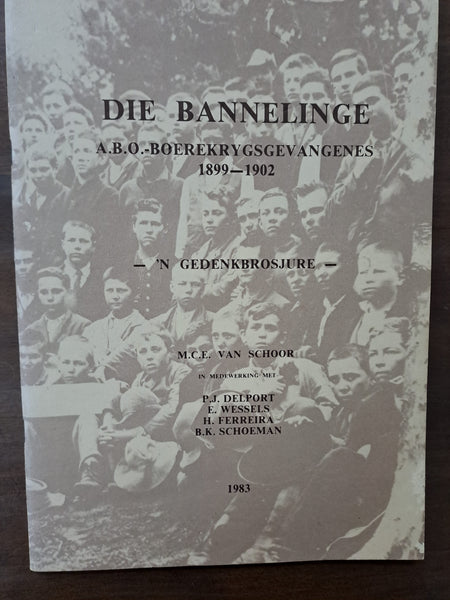 DIE BANNELINGE
A.B.O.-BOEREKRYGSGEVANGENES
1899—1902
— 'N GEDENKBROSJURE —
M.C.E. VAN SCHOOR
IN MEDEWERKING MET
P.J. DELPORT
E. WESSELS
H. FERREIRA
B.K. SCHOEMAN
1983